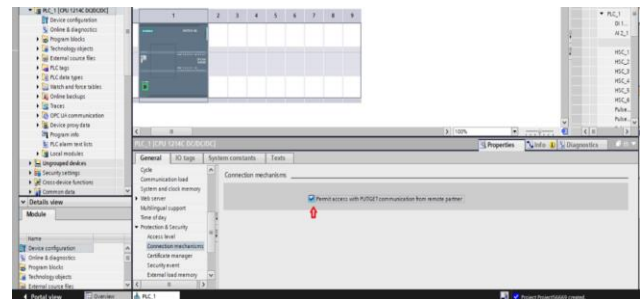 PLC_1 [CPU 1214C DC/DC/DC]
Device configuration
Online & diagnostics
Program blocks
Technology objects
External source files
PLC tags
PLC data types
Watch and force tables
Online backups
Traces
OPC UA communication
Device proxy data
Program info
PLC alarm text lists
Local modules
Ungrouped devices
Security settings
Cross-device functions
Common data
Details view
Module
Name
Device configuration
Online & diagnostics
Program blocks
Technology objects
External source files
Portal view
Overview
PLC_1
1 2 3 4 5 6 7 8 9
100%
PLC_1 [CPU 1214C DC/DC/DC]
Properties
Info
Diagnostics
General
IO tags
System constants
Texts
Cycle
Communication load
System and clock memory
Web server
Multilingual support
Time of day
Protection & Security
Access level
Connection mechanisms
Certificate manager
Security event
External load memory
Connection mechanisms
Permit access with PUT/GET communication from remote partner
PLC_1
DI 1...
AI 2_1
HSC_1
HSC_2
HSC_3
HSC_4
HSC_5
HSC_6
Pulse...
Pulse...